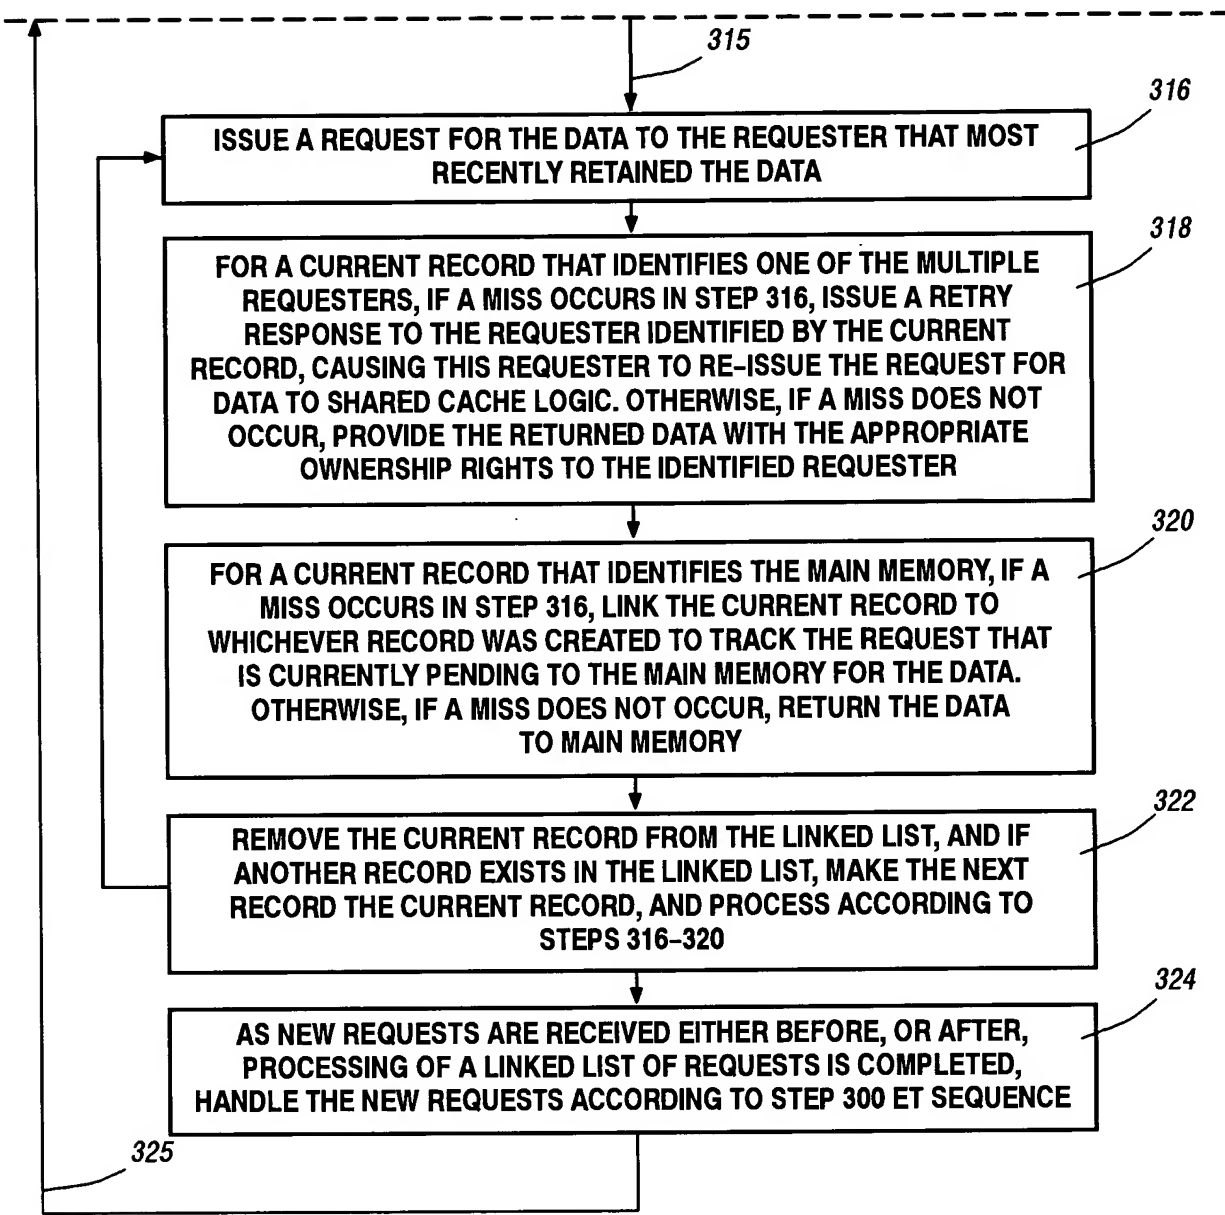 315
316
ISSUE A REQUEST FOR THE DATA TO THE REQUESTER THAT MOST
RECENTLY RETAINED THE DATA
318
FOR A CURRENT RECORD THAT IDENTIFIES ONE OF THE MULTIPLE
REQUESTERS, IF A MISS OCCURS IN STEP 316, ISSUE A RETRY
RESPONSE TO THE REQUESTER IDENTIFIED BY THE CURRENT
RECORD, CAUSING THIS REQUESTER TO RE-ISSUE THE REQUEST FOR
DATA TO SHARED CACHE LOGIC. OTHERWISE, IF A MISS DOES NOT
OCCUR, PROVIDE THE RETURNED DATA WITH THE APPROPRIATE
OWNERSHIP RIGHTS TO THE IDENTIFIED REQUESTER
320
FOR A CURRENT RECORD THAT IDENTIFIES THE MAIN MEMORY, IF A
MISS OCCURS IN STEP 316, LINK THE CURRENT RECORD TO
WHICHEVER RECORD WAS CREATED TO TRACK THE REQUEST THAT
IS CURRENTLY PENDING TO THE MAIN MEMORY FOR THE DATA.
OTHERWISE, IF A MISS DOES NOT OCCUR, RETURN THE DATA
TO MAIN MEMORY
322
REMOVE THE CURRENT RECORD FROM THE LINKED LIST, AND IF
ANOTHER RECORD EXISTS IN THE LINKED LIST, MAKE THE NEXT
RECORD THE CURRENT RECORD, AND PROCESS ACCORDING TO
STEPS 316-320
324
AS NEW REQUESTS ARE RECEIVED EITHER BEFORE, OR AFTER,
PROCESSING OF A LINKED LIST OF REQUESTS IS COMPLETED,
HANDLE THE NEW REQUESTS ACCORDING TO STEP 300 ET SEQUENCE
325